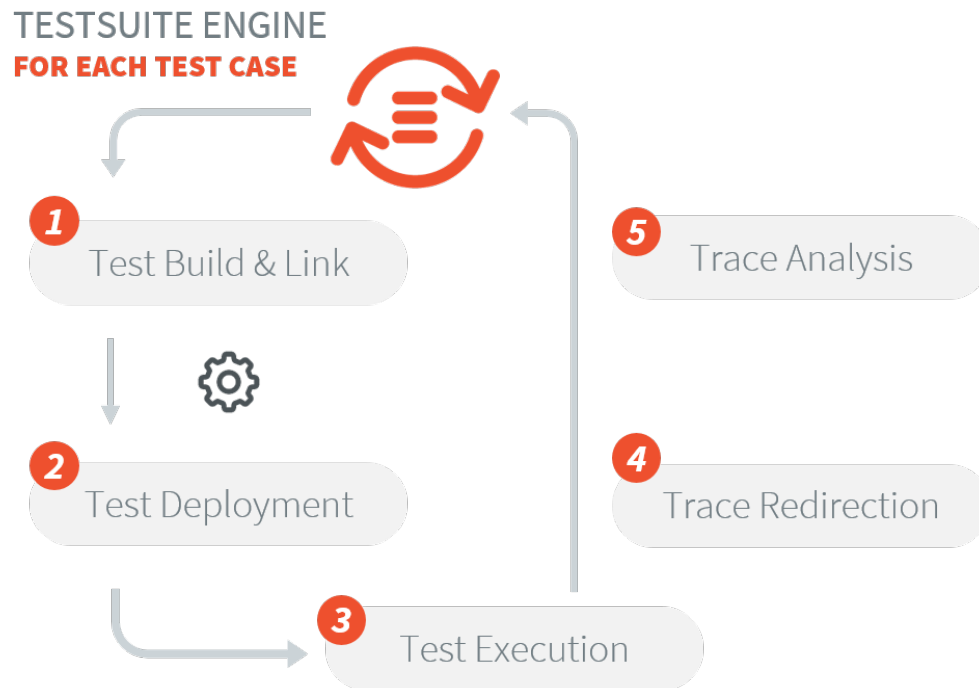 TESTSUITE ENGINE
FOR EACH TEST CASE
1
Test Build & Link
2
Test Deployment
3
Test Execution
4
Trace Redirection
5
Trace Analysis